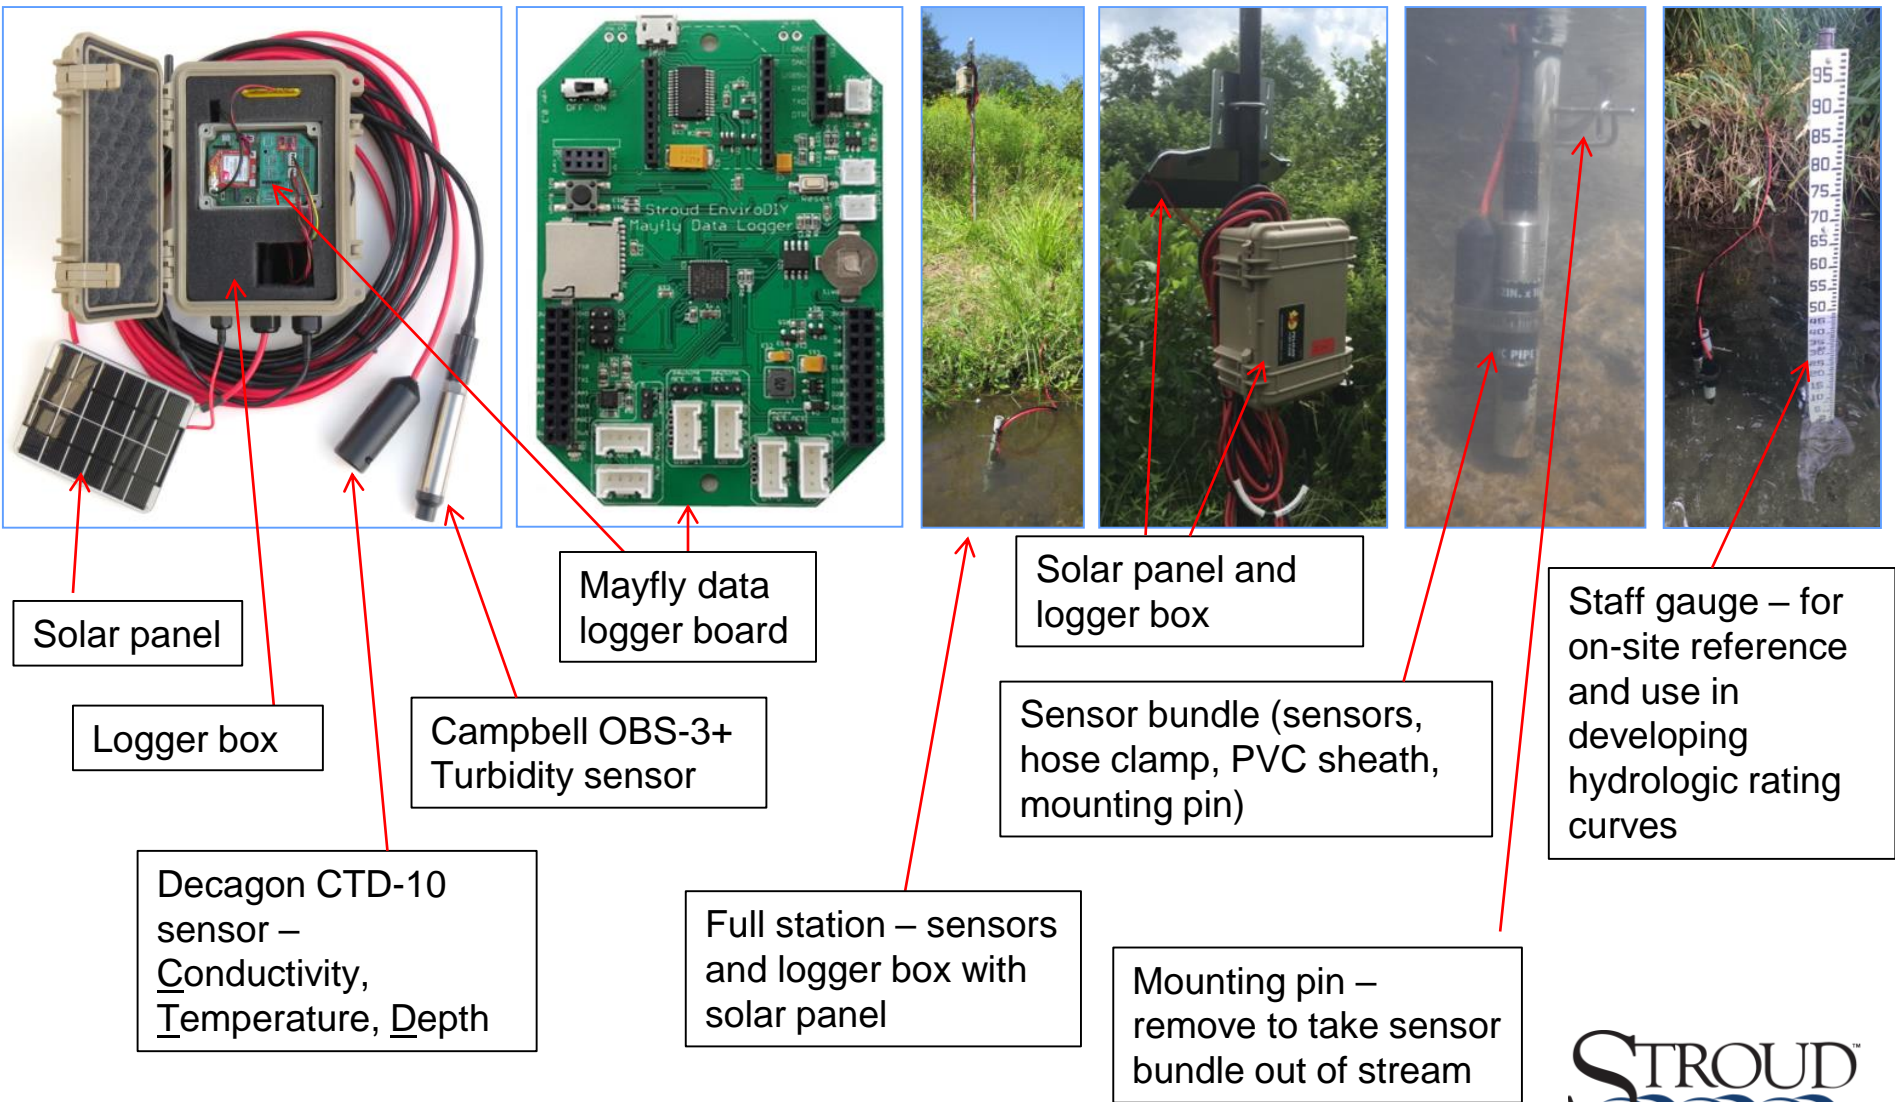 OFF ON
Reset
Stroud EnviroDIY
Mayfly Data Logger
95
90
85
80
75
70
65
60
55
50
Solar panel
Logger box
Decagon CTD-10
sensor –
Conductivity,
Temperature, Depth
Campbell OBS-3+
Turbidity sensor
Mayfly data
logger board
Full station – sensors
and logger box with
solar panel
Solar panel and
logger box
Sensor bundle (sensors,
hose clamp, PVC sheath,
mounting pin)
Mounting pin –
remove to take sensor
bundle out of stream
Staff gauge – for
on-site reference
and use in
developing
hydrologic rating
curves
STROUD™